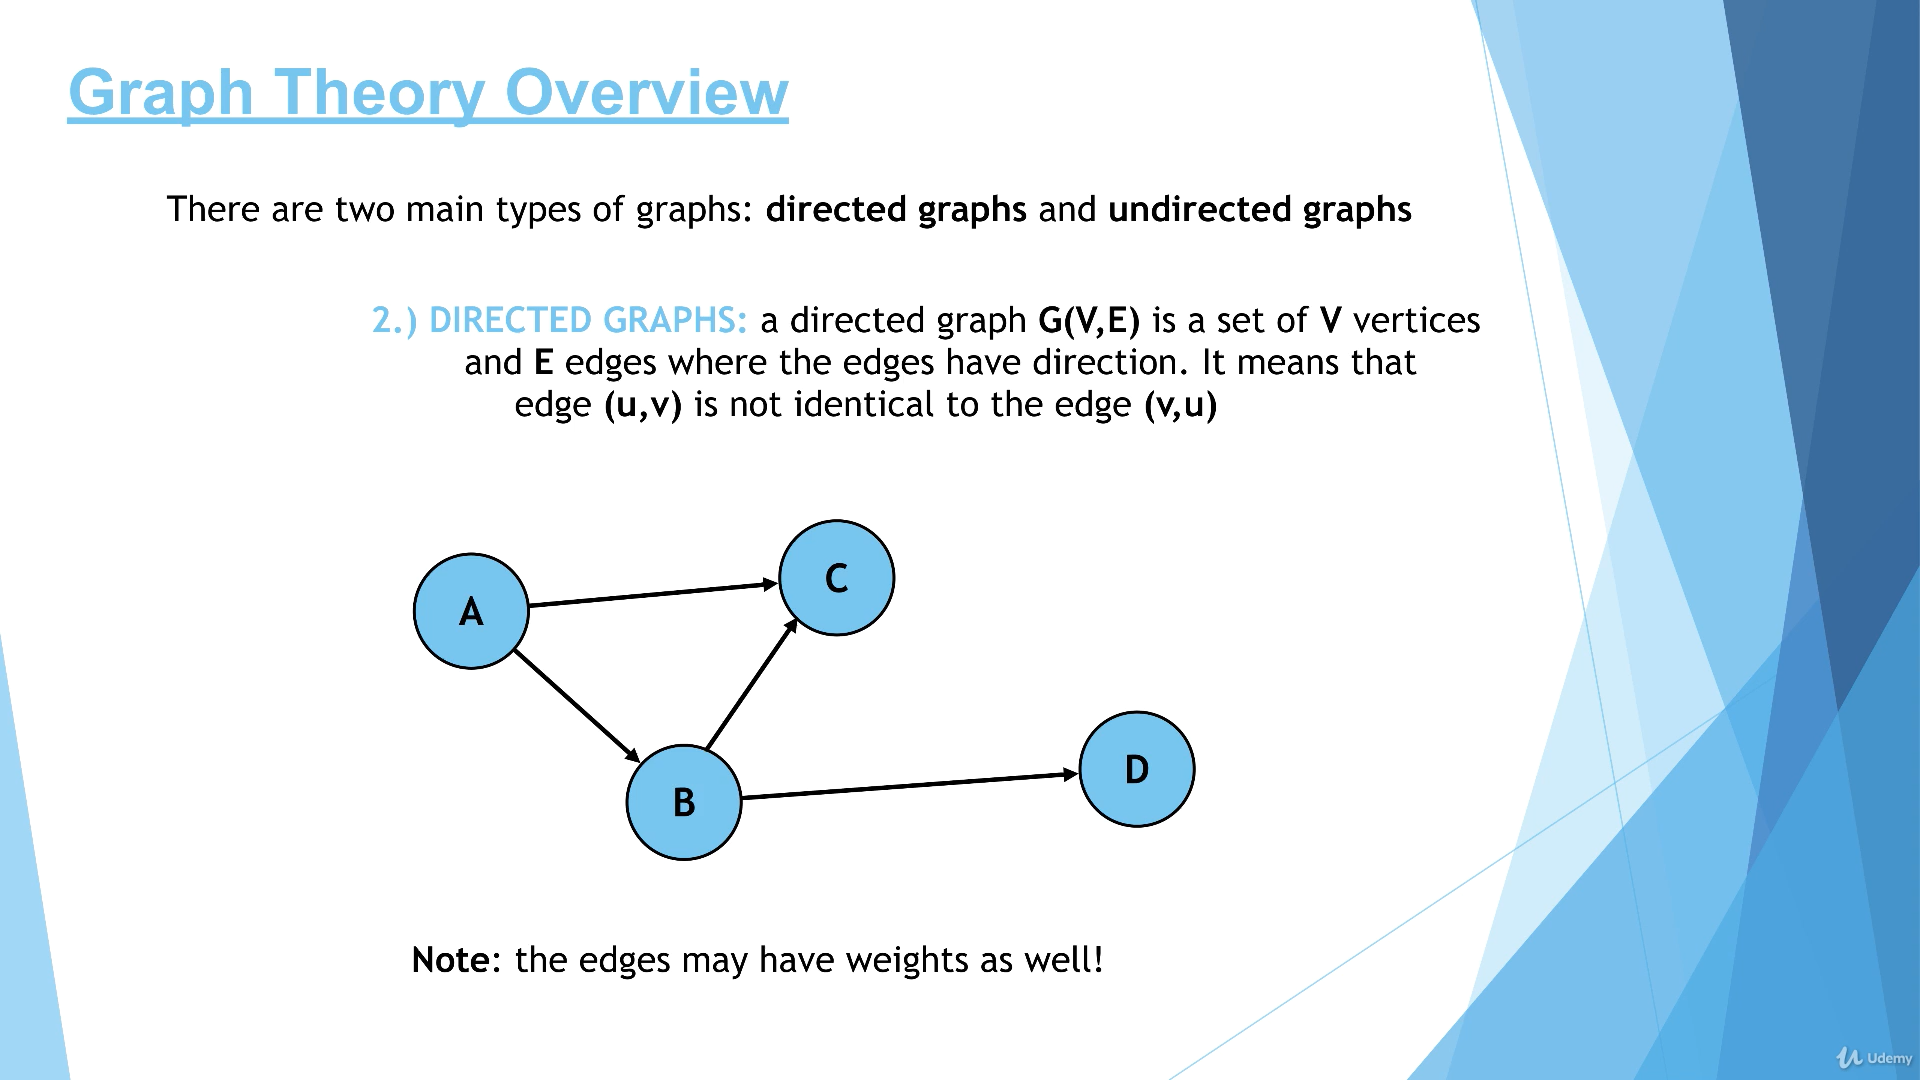 Graph Theory Overview
There are two main types of graphs: directed graphs and undirected graphs
2.) DIRECTED GRAPHS: a directed graph G(V,E) is a set of V vertices
and E edges where the edges have direction. It means that
edge (u,v) is not identical to the edge (v,u)
C
A
D
B
Note: the edges may have weights as well!
Udemy